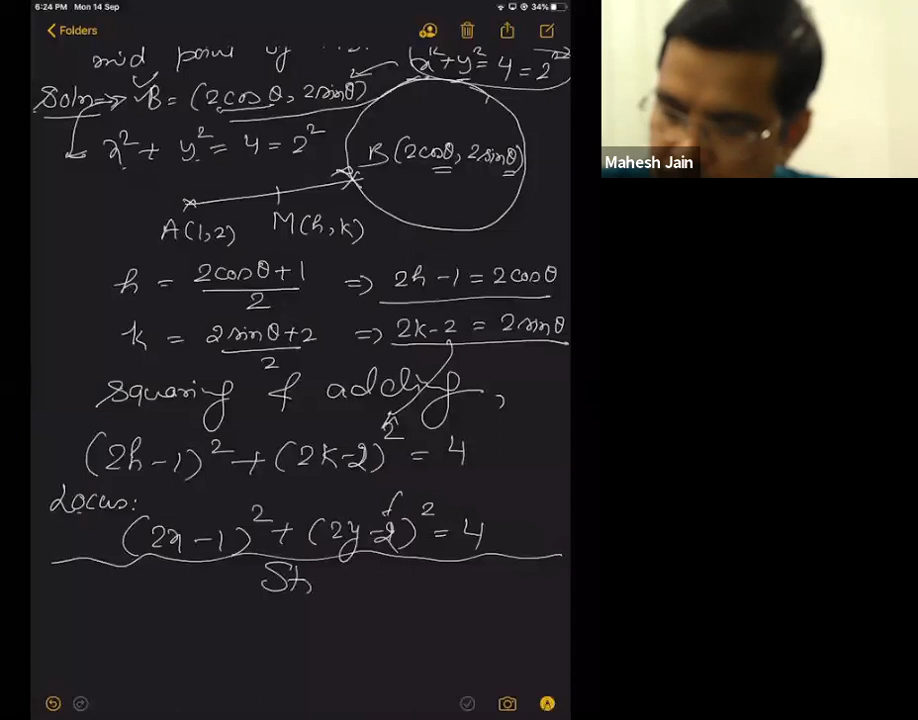 6:24 PM Mon 14 Sep 34%
Folders
mid point of
x² + y² = 4 = 2²
Soln => B = (2cosθ, 2sinθ)
x² + y² = 4 = 2²
B(2cosθ, 2sinθ)
A(1,2) M(h, k)
h = 2cosθ+1 / 2 => 2h-1 = 2cosθ
k = 2sinθ+2 / 2 => 2k-2 = 2sinθ
Squaring & adding,
(2h-1)² + (2k-2)² = 4
Locus:
(2x-1)² + (2y-2)² = 4
St
Mahesh Jain